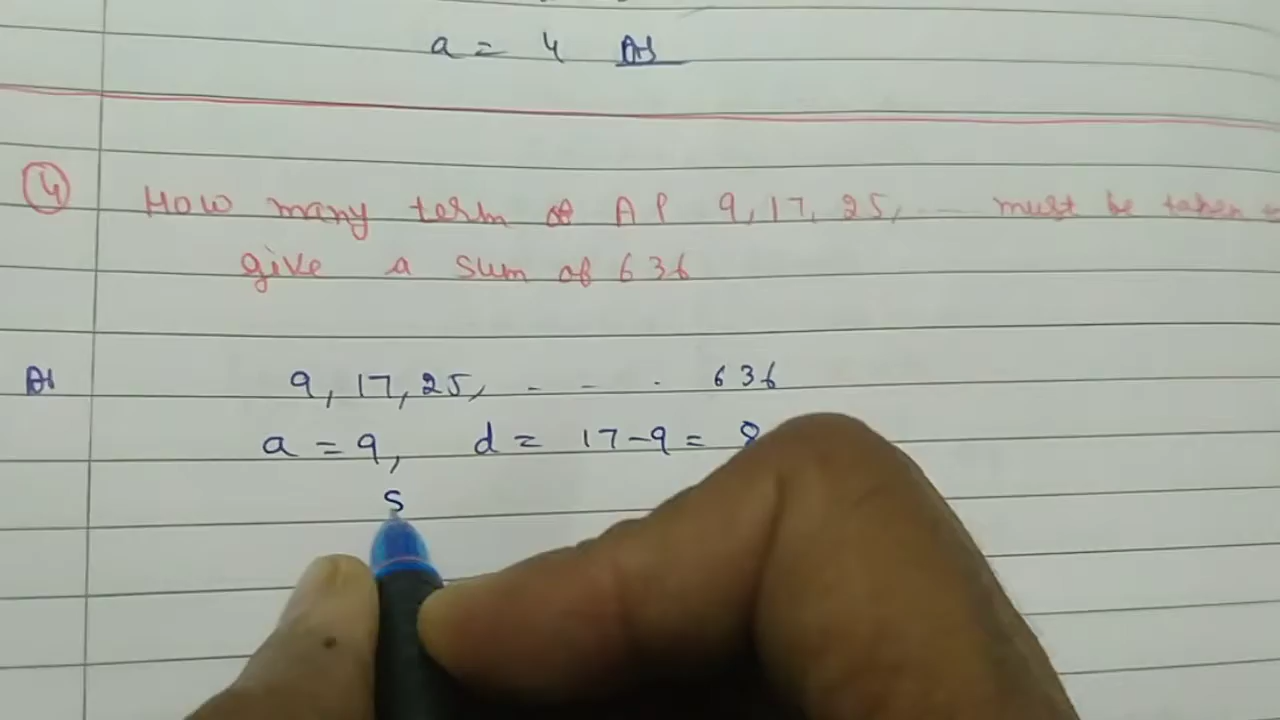 a = 4 Ans
4 How many term of AP 9, 17, 25, ... must be taken
give a sum of 636
Ans 9, 17, 25, - - . 636
a = 9, d = 17-9 = 8
S